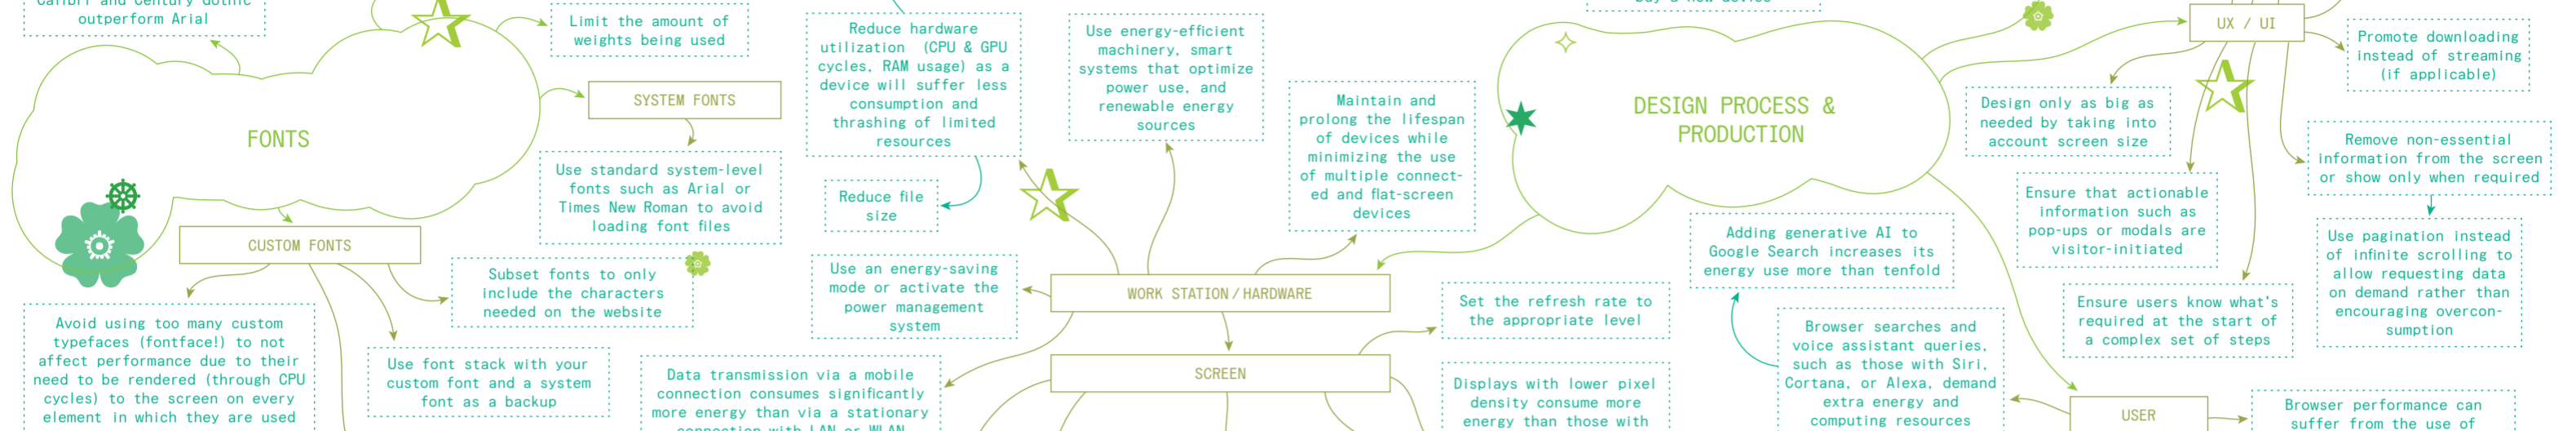 Calibri and Century Gothic
outperform Arial
Limit the amount of
weights being used
FONTS
SYSTEM FONTS
Use standard system-level
fonts such as Arial or
Times New Roman to avoid
loading font files
CUSTOM FONTS
Subset fonts to only
include the characters
needed on the website
Avoid using too many custom
typefaces (fontface!) to not
affect performance due to their
need to be rendered (through CPU
cycles) to the screen on every
element in which they are used
Use font stack with your
custom font and a system
font as a backup
Reduce hardware
utilization (CPU & GPU
cycles, RAM usage) as a
device will suffer less
consumption and
thrashing of limited
resources
Reduce file
size
Use energy-efficient
machinery, smart
systems that optimize
power use, and
renewable energy
sources
Maintain and
prolong the lifespan
of devices while
minimizing the use
of multiple connect-
ed and flat-screen
devices
Use an energy-saving
mode or activate the
power management
system
WORK STATION/HARDWARE
SCREEN
Data transmission via a mobile
connection consumes significantly
more energy than via a stationary
connection with LAN or WLAN
Set the refresh rate to
the appropriate level
Displays with lower pixel
density consume more
energy than those with
buy a new device
DESIGN PROCESS &
PRODUCTION
Adding generative AI to
Google Search increases its
energy use more than tenfold
Browser searches and
voice assistant queries,
such as those with Siri,
Cortana, or Alexa, demand
extra energy and
computing resources
UX / UI
Promote downloading
instead of streaming
(if applicable)
Design only as big as
needed by taking into
account screen size
Remove non-essential
information from the screen
or show only when required
Ensure that actionable
information such as
pop-ups or modals are
visitor-initiated
Use pagination instead
of infinite scrolling to
allow requesting data
on demand rather than
encouraging overcon-
sumption
Ensure users know what's
required at the start of
a complex set of steps
USER
Browser performance can
suffer from the use of